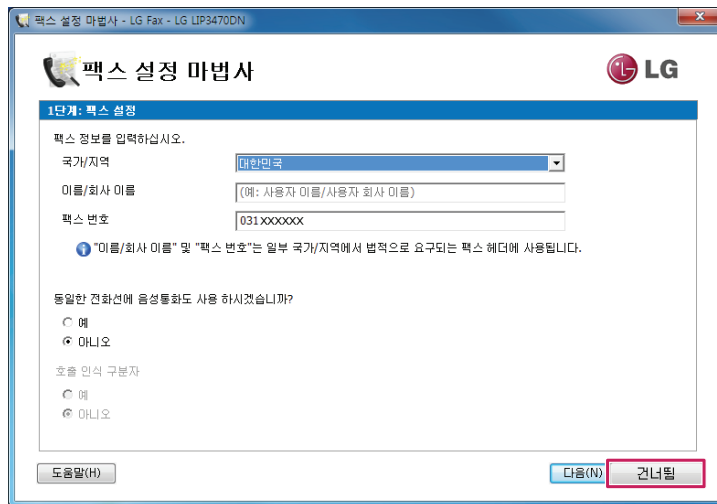 팩스 설정 마법사 - LG Fax - LG LIP3470DN
팩스 설정 마법사
LG
1단계: 팩스 설정
팩스 정보를 입력하십시오.
국가/지역
대한민국
이름/회사 이름
(예: 사용자 이름/사용자 회사 이름)
팩스 번호
031XXXXXX
"이름/회사 이름" 및 "팩스 번호"는 일부 국가/지역에서 법적으로 요구되는 팩스 헤더에 사용됩니다.
동일한 전화선에 음성통화도 사용 하시겠습니까?
예
아니오
호출 인식 구분자
예
아니오
도움말(H)
다음(N)
건너뜀